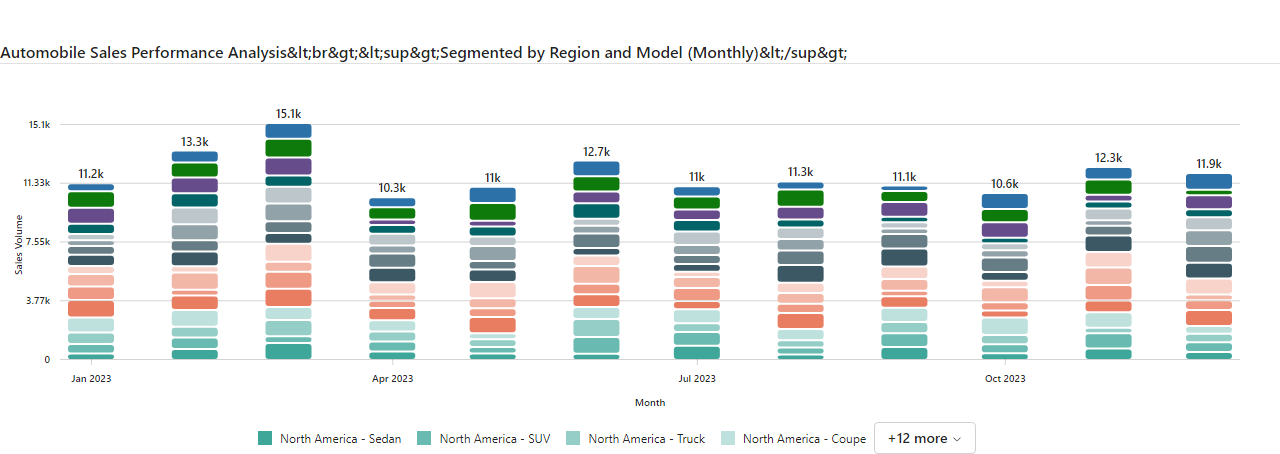 Automobile Sales Performance Analysis&lt;br&gt;&lt;sup&gt;Segmented by Region and Model (Monthly)&lt;/sup&gt;
15.1k
13.3k
12.7k
12.3k
11.9k
11.2k
11k
11k
11.3k
11.1k
10.3k
10.6k
15.1k
11.33k
7.55k
3.77k
0
Sales Volume
Jan 2023
Apr 2023
Jul 2023
Oct 2023
Month
North America - Sedan
North America - SUV
North America - Truck
North America - Coupe
+12 more